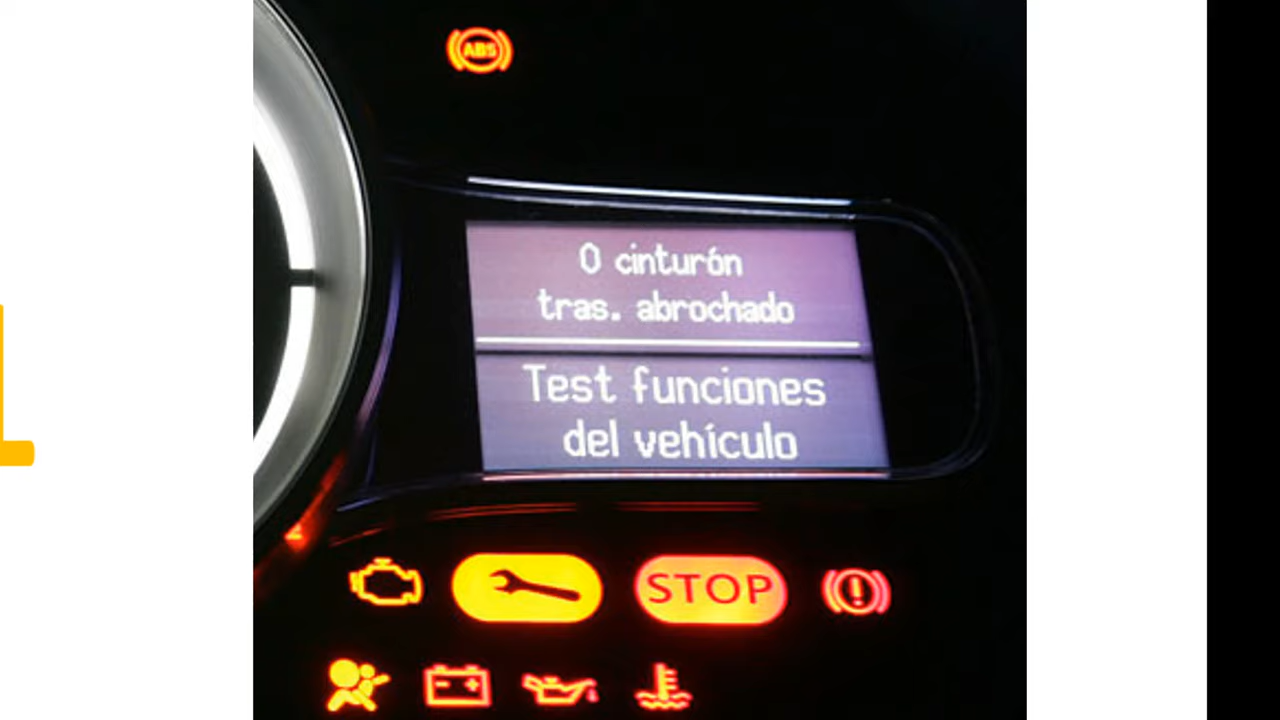 ABS
0 cinturón
tras. abrochado
Test funciones
del vehículo
STOP